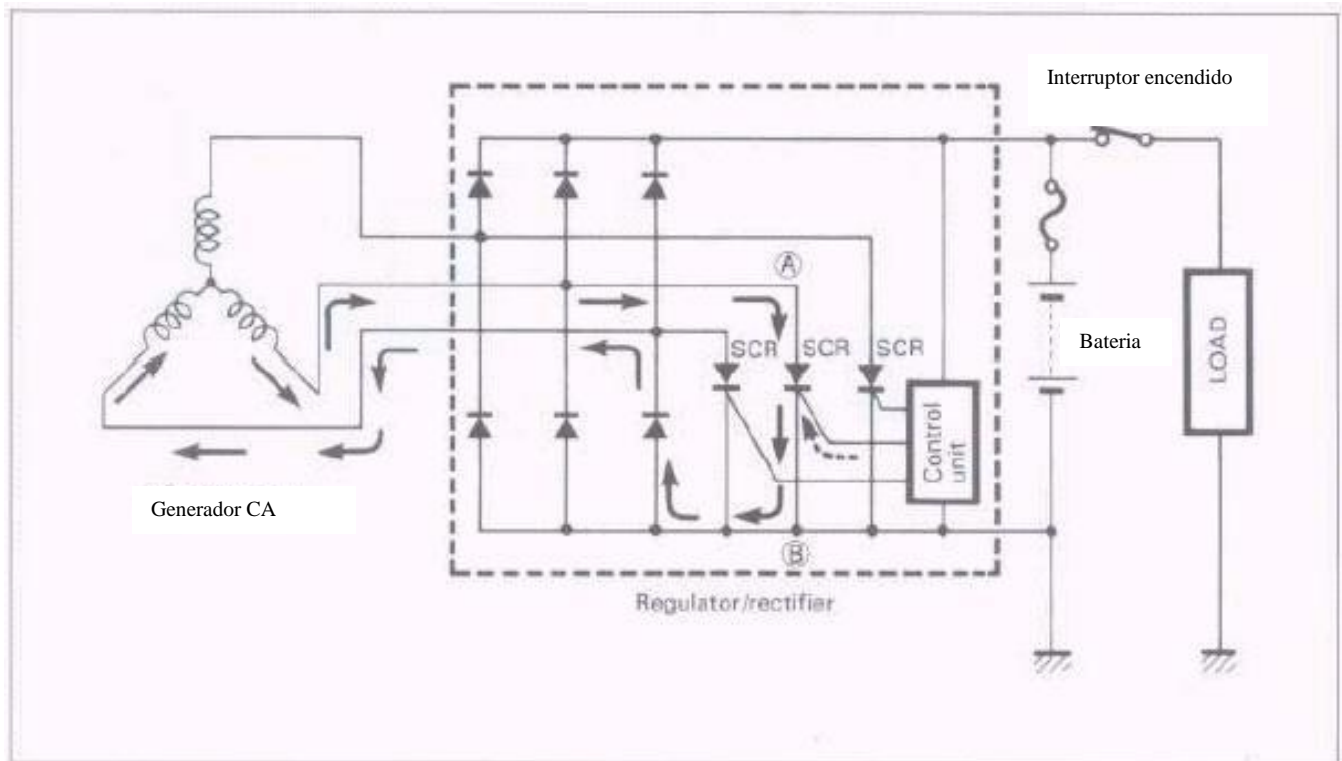 Interruptor encendido
A
SCR SCR SCR
Bateria
LOAD
Control
unit
Generador CA
B
Regulator/rectifier